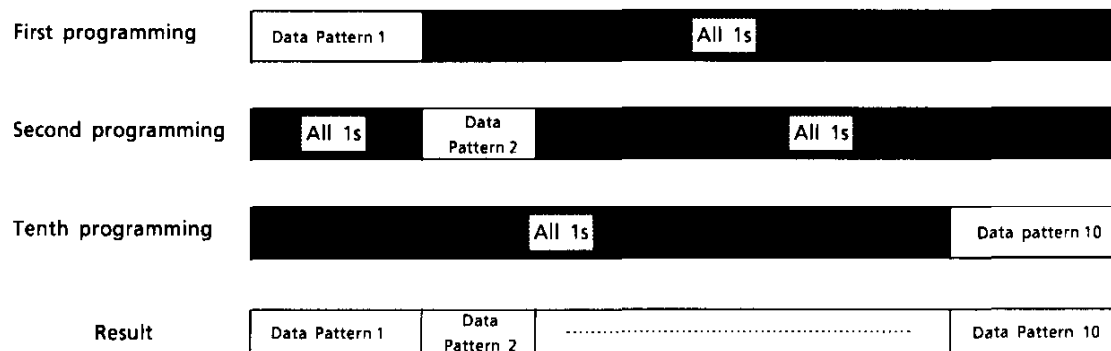 First programming
Data Pattern 1
All 1s
Second programming
All 1s
Data
Pattern 2
All 1s
Tenth programming
All 1s
Data pattern 10
Result
Data Pattern 1
Data
Pattern 2
Data Pattern 10